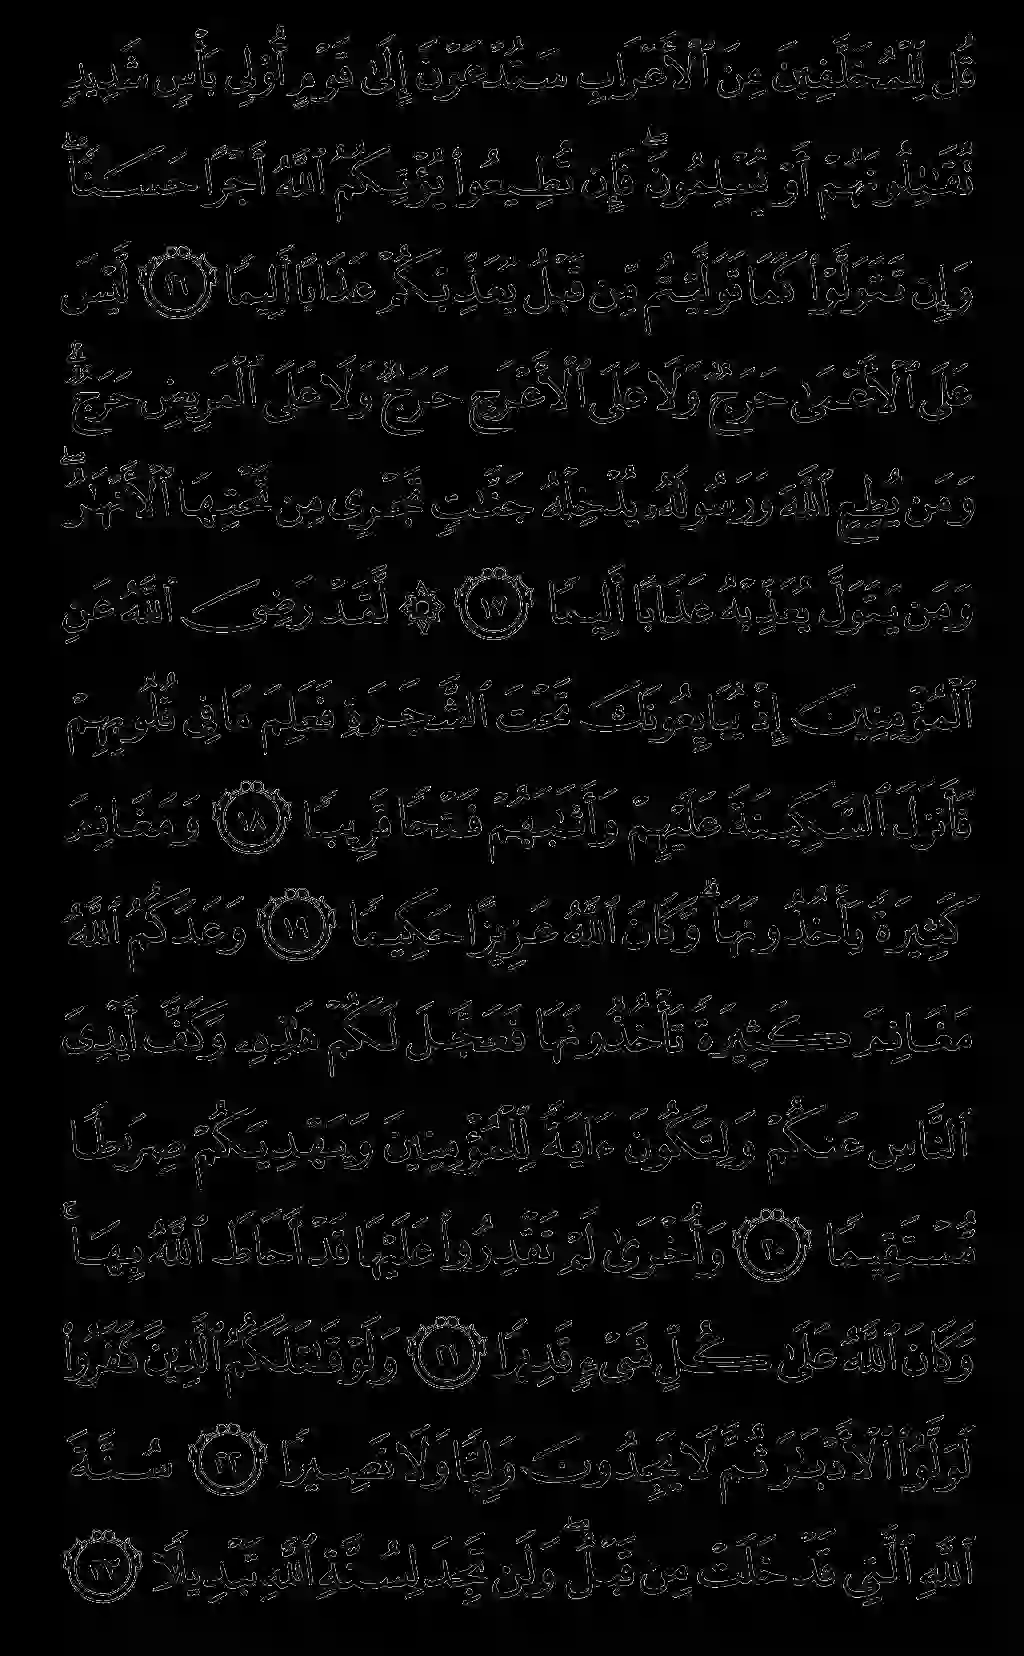 قُل لِّلْمُخَلَّفِينَ مِنَ ٱلْأَعْرَابِ سَتُدْعَوْنَ إِلَىٰ قَوْمٍ أُو۟لِى بَأْسٍ شَدِيدٍ
تُقَٰتِلُونَهُمْ أَوْ يُسْلِمُونَ ۖ فَإِن تُطِيعُوا۟ يُؤْتِكُمُ ٱللَّهُ أَجْرًا حَسَنًا ۖ
وَإِن تَتَوَلَّوْا۟ كَمَا تَوَلَّيْتُم مِّن قَبْلُ يُعَذِّبْكُمْ عَذَابًا أَلِيمًا ١٦ لَّيْسَ
عَلَى ٱلْأَعْمَىٰ حَرَجٌ وَلَا عَلَى ٱلْأَعْرَجِ حَرَجٌ وَلَا عَلَى ٱلْمَرِيضِ حَرَجٌ ۗ
وَمَن يُطِعِ ٱللَّهَ وَرَسُولَهُۥ يُدْخِلْهُ جَنَّٰتٍ تَجْرِى مِن تَحْتِهَا ٱلْأَنْهَٰرُ ۖ
وَمَن يَتَوَلَّ يُعَذِّبْهُ عَذَابًا أَلِيمًا ١٧ ۞ لَّقَدْ رَضِىَ ٱللَّهُ عَنِ
ٱلْمُؤْمِنِينَ إِذْ يُبَايِعُونَكَ تَحْتَ ٱلشَّجَرَةِ فَعَلِمَ مَا فِى قُلُوبِهِمْ
فَأَنزَلَ ٱلسَّكِينَةَ عَلَيْهِمْ وَأَثَٰبَهُمْ فَتْحًا قَرِيبًا ١٨ وَمَغَانِمَ
كَثِيرَةً يَأْخُذُونَهَا ۗ وَكَانَ ٱللَّهُ عَزِيزًا حَكِيمًا ١٩ وَعَدَكُمُ ٱللَّهُ
مَغَانِمَ كَثِيرَةً تَأْخُذُونَهَا فَعَجَّلَ لَكُمْ هَٰذِهِۦ وَكَفَّ أَيْدِىَ
ٱلنَّاسِ عَنكُمْ وَلِتَكُونَ ءَايَةً لِّلْمُؤْمِنِينَ وَيَهْدِيَكُمْ صِرَٰطًا
مُّسْتَقِيمًا ٢٠ وَأُخْرَىٰ لَمْ تَقْدِرُوا۟ عَلَيْهَا قَدْ أَحَاطَ ٱللَّهُ بِهَا ۚ
وَكَانَ ٱللَّهُ عَلَىٰ كُلِّ شَىْءٍ قَدِيرًا ٢١ وَلَوْ قَٰتَلَكُمُ ٱلَّذِينَ كَفَرُوا۟
لَوَلَّوُا۟ ٱلْأَدْبَٰرَ ثُمَّ لَا يَجِدُونَ وَلِيًّا وَلَا نَصِيرًا ٢٢ سُنَّةَ
ٱللَّهِ ٱلَّتِى قَدْ خَلَتْ مِن قَبْلُ ۖ وَلَن تَجِدَ لِسُنَّةِ ٱللَّهِ تَبْدِيلًا ٢٣